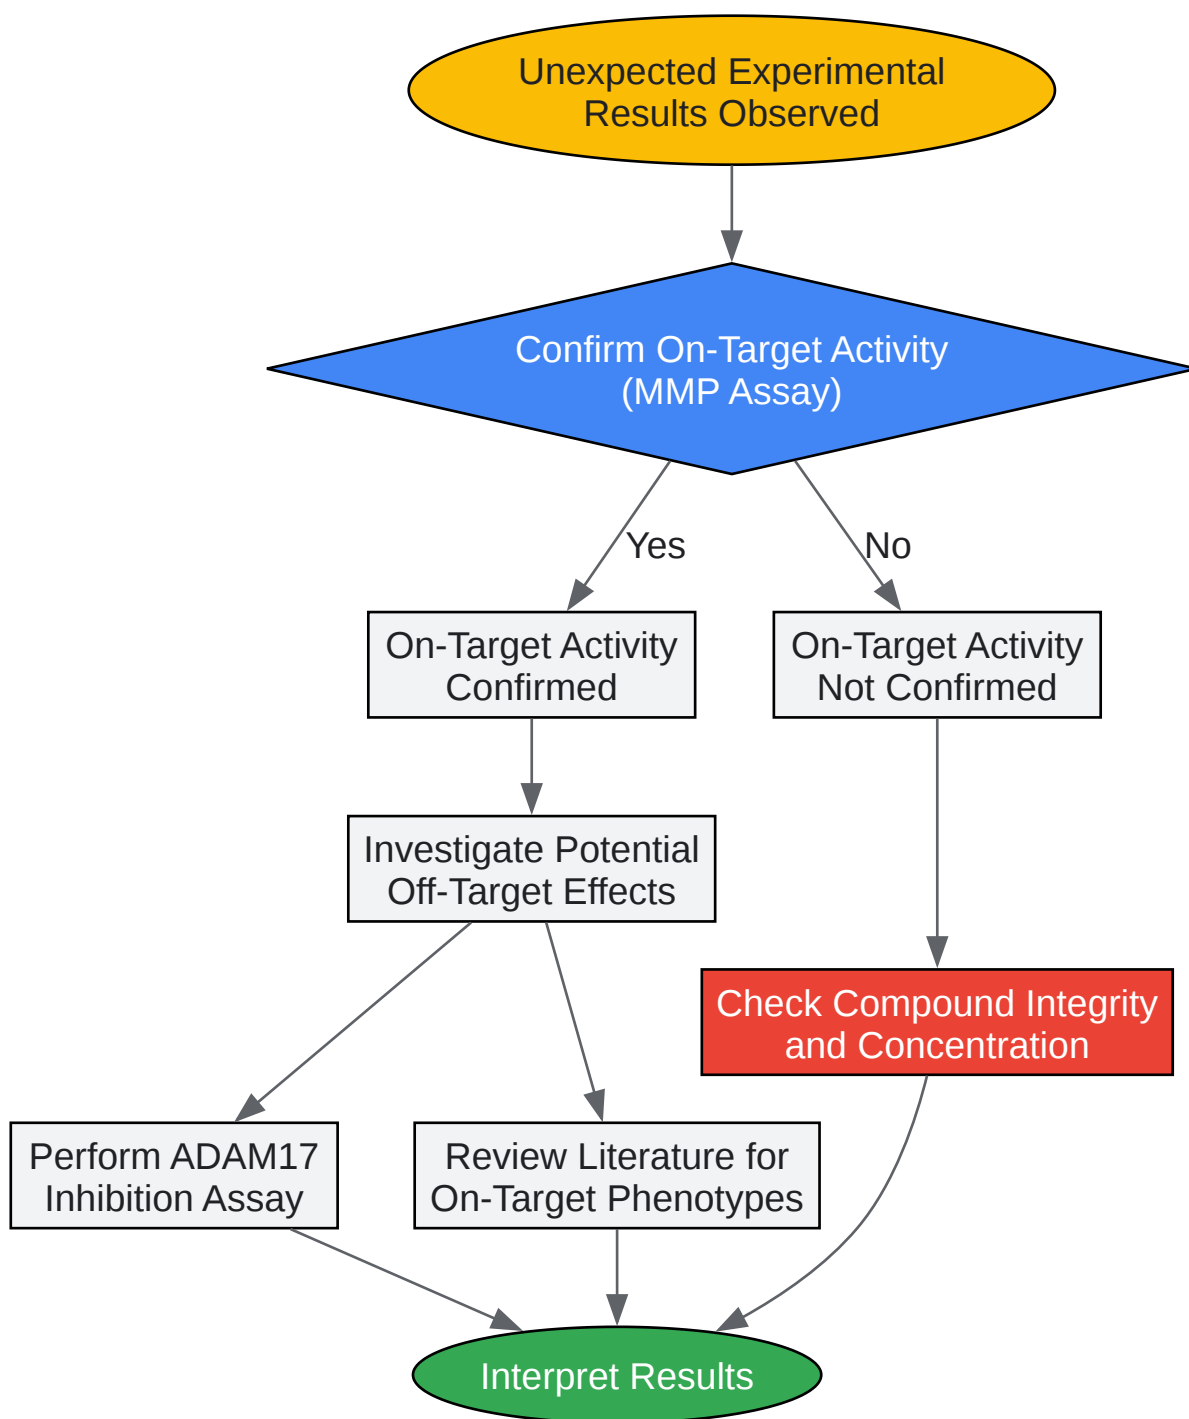 Unexpected Experimental
Results Observed
Confirm On-Target Activity
(MMP Assay)
Yes
No
On-Target Activity
Confirmed
On-Target Activity
Not Confirmed
Investigate Potential
Off-Target Effects
Check Compound Integrity
and Concentration
Perform ADAM17
Inhibition Assay
Review Literature for
On-Target Phenotypes
Interpret Results